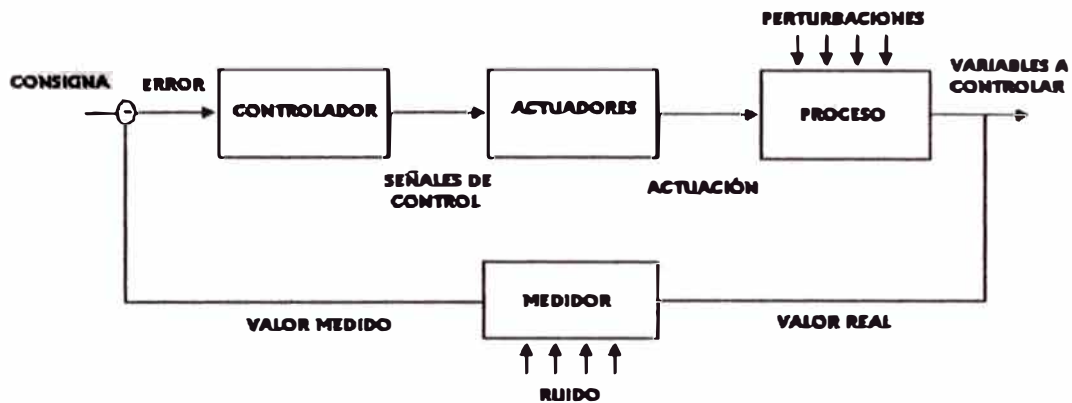 PERTURBACIONES
CONSIGNA
ERROR
CONTROLADOR
ACTUADORES
PROCESO
VARIABLES A
CONTROLAR
SEÑALES DE
CONTROL
ACTUACIÓN
MEDIDOR
VALOR MEDIDO
VALOR REAL
RUIDO